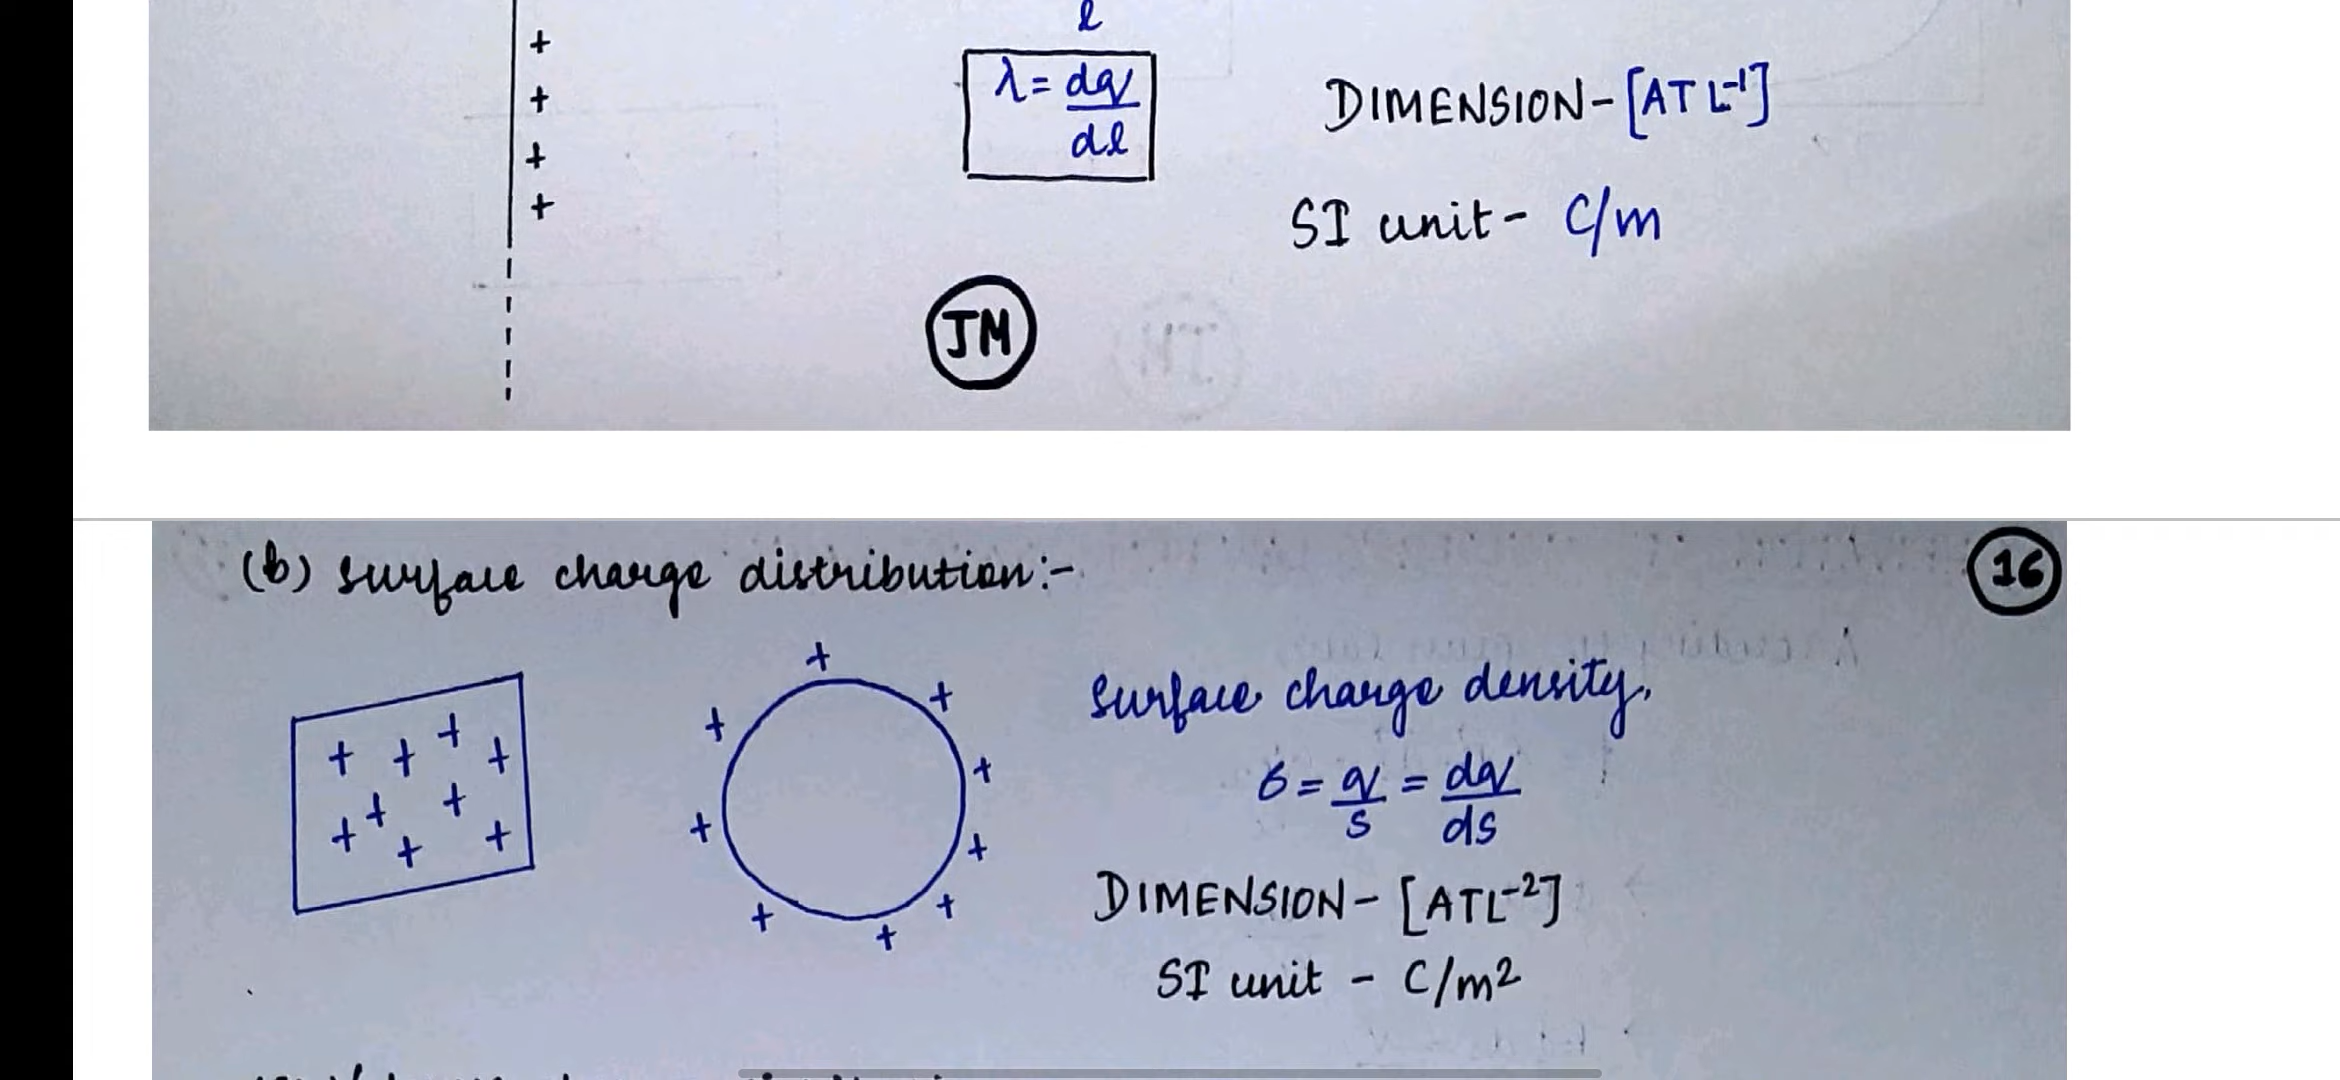 l
λ = dq/dl
DIMENSION- [ATL⁻¹]
SI unit - C/m
JM
(b) surface charge distribution:-
16
surface charge density,
σ = q/s = dq/ds
DIMENSION - [ATL⁻²]
SI unit - C/m²